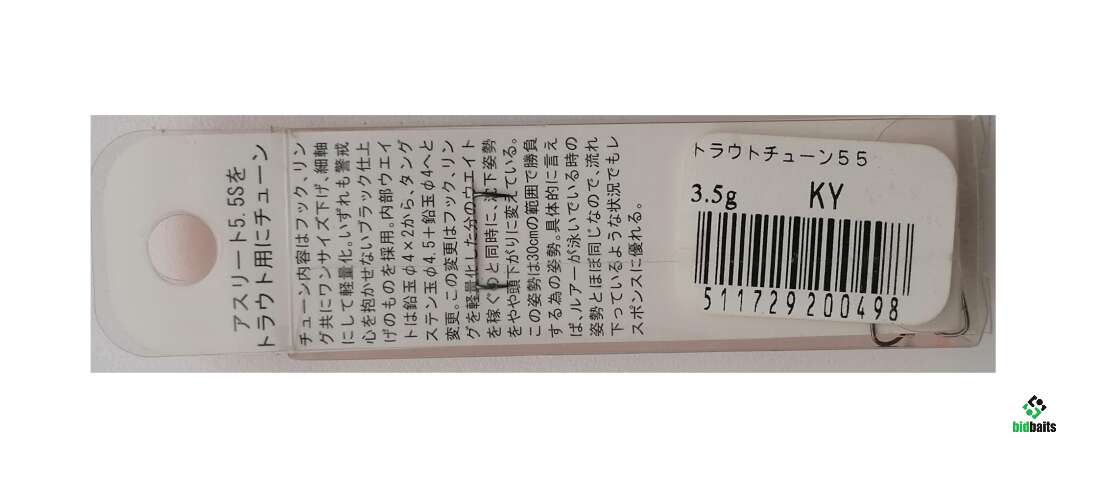 アスリート5.5Sを
トラウト用にチューン
チューン内容はフック、リン
グ共にワンサイズ下げ、細軸
にして軽量化。いずれも警戒
心を抱かせないブラック仕上
げのものを採用。内部ウエイ
トは鉛玉φ4×2から、タング
ステン玉φ4.5+鉛玉φ4へと
変更。この変更はフック、リン
グを軽量化した分のウエイト
を稼ぐのと同時に、沈下姿勢
をやや頭下がりに変えている。
この姿勢は30cmの範囲で勝負
する為の姿勢。具体的に言え
ば、ルアーが泳いでいる時の
姿勢とほぼ同じなので、流れ
下っているような状況でもレ
スポンスに優れる。
トラウトチューン55
3.5g KY
511729200498
bidbaits